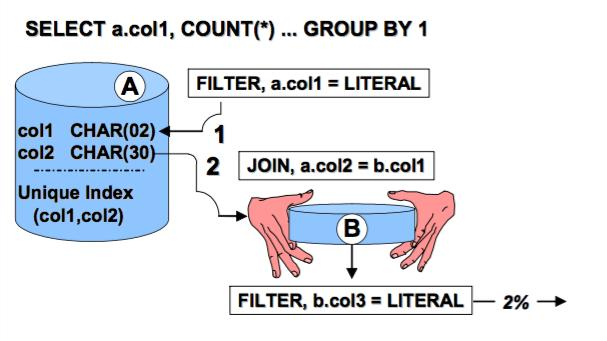 SELECT a.col1, COUNT(*) ... GROUP BY 1
A
FILTER, a.col1 = LITERAL
col1 CHAR(02)
1
col2 CHAR(30)
2
JOIN, a.col2 = b.col1
Unique Index
(col1,col2)
B
FILTER, b.col3 = LITERAL
2%